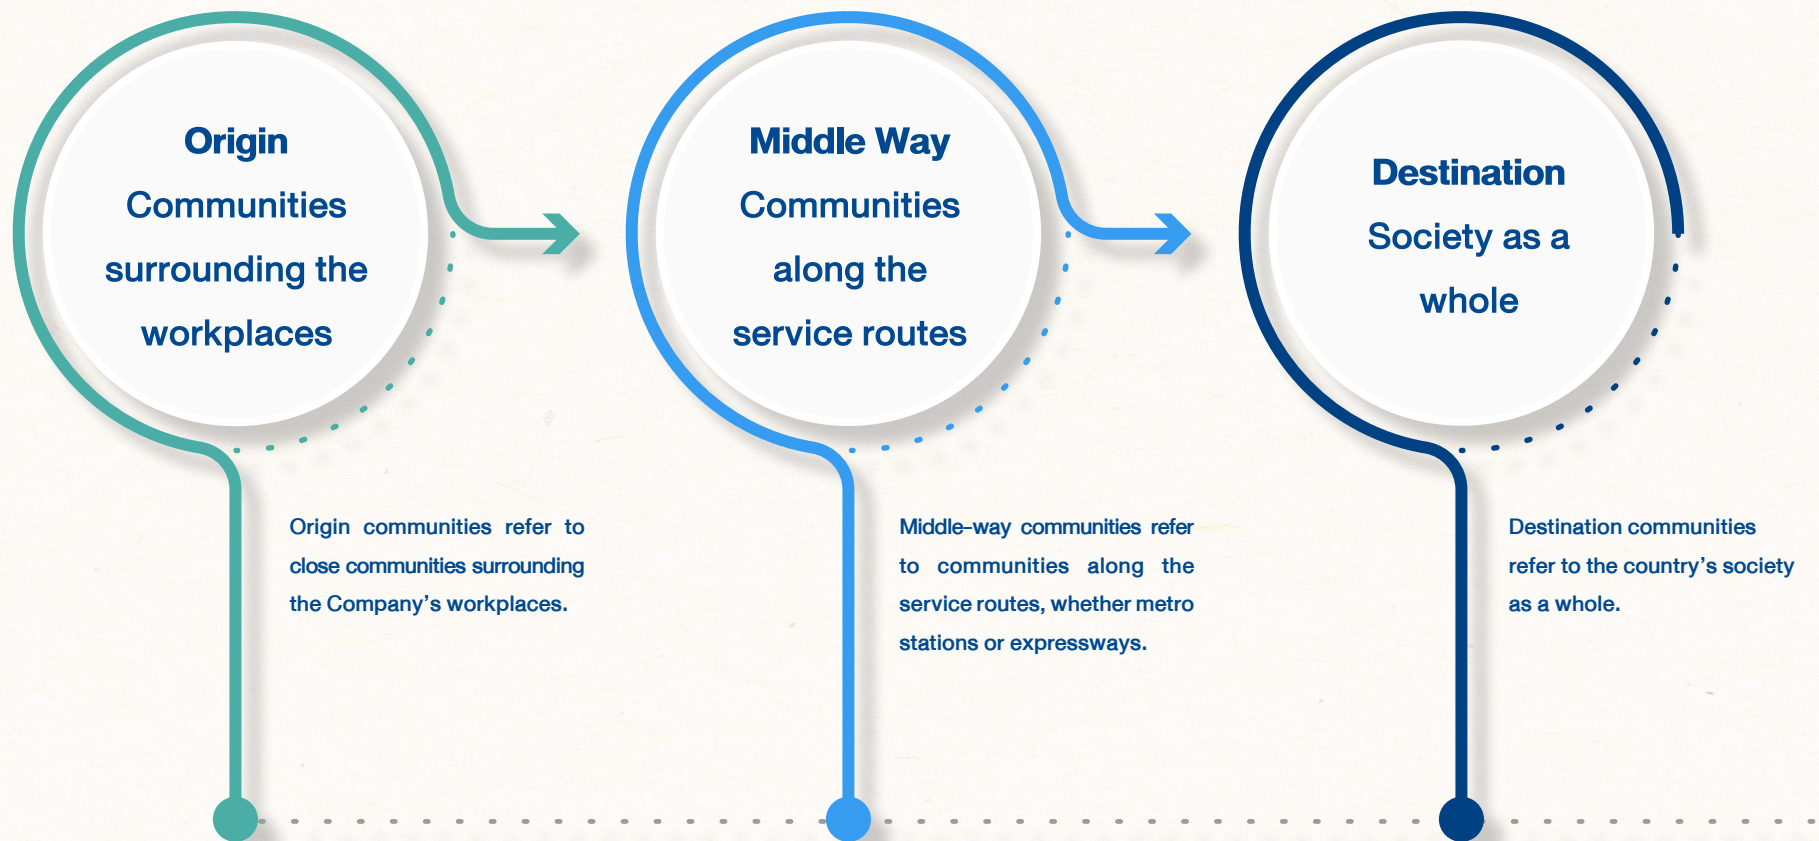 Origin
Communities
surrounding the
workplaces
Middle Way
Communities
along the
service routes
Destination
Society as a
whole
Origin communities refer to
close communities surrounding
the Company's workplaces.
Middle-way communities refer
to communities along the
service routes, whether metro
stations or expressways.
Destination communities
refer to the country's society
as a whole.